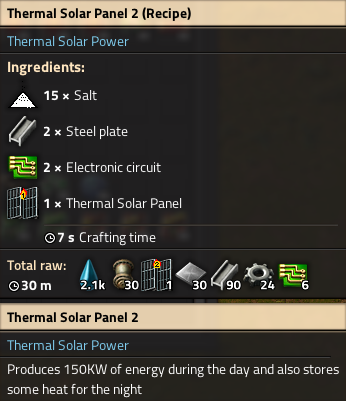 Thermal Solar Panel 2 (Recipe)
Thermal Solar Power
Ingredients:
15 × Salt
2 × Steel plate
2 × Electronic circuit
1 × Thermal Solar Panel
7 s Crafting time
Total raw:
30 m 2.1k 30 1 30 90 24 6
Thermal Solar Panel 2
Thermal Solar Power
Produces 150KW of energy during the day and also stores
some heat for the night